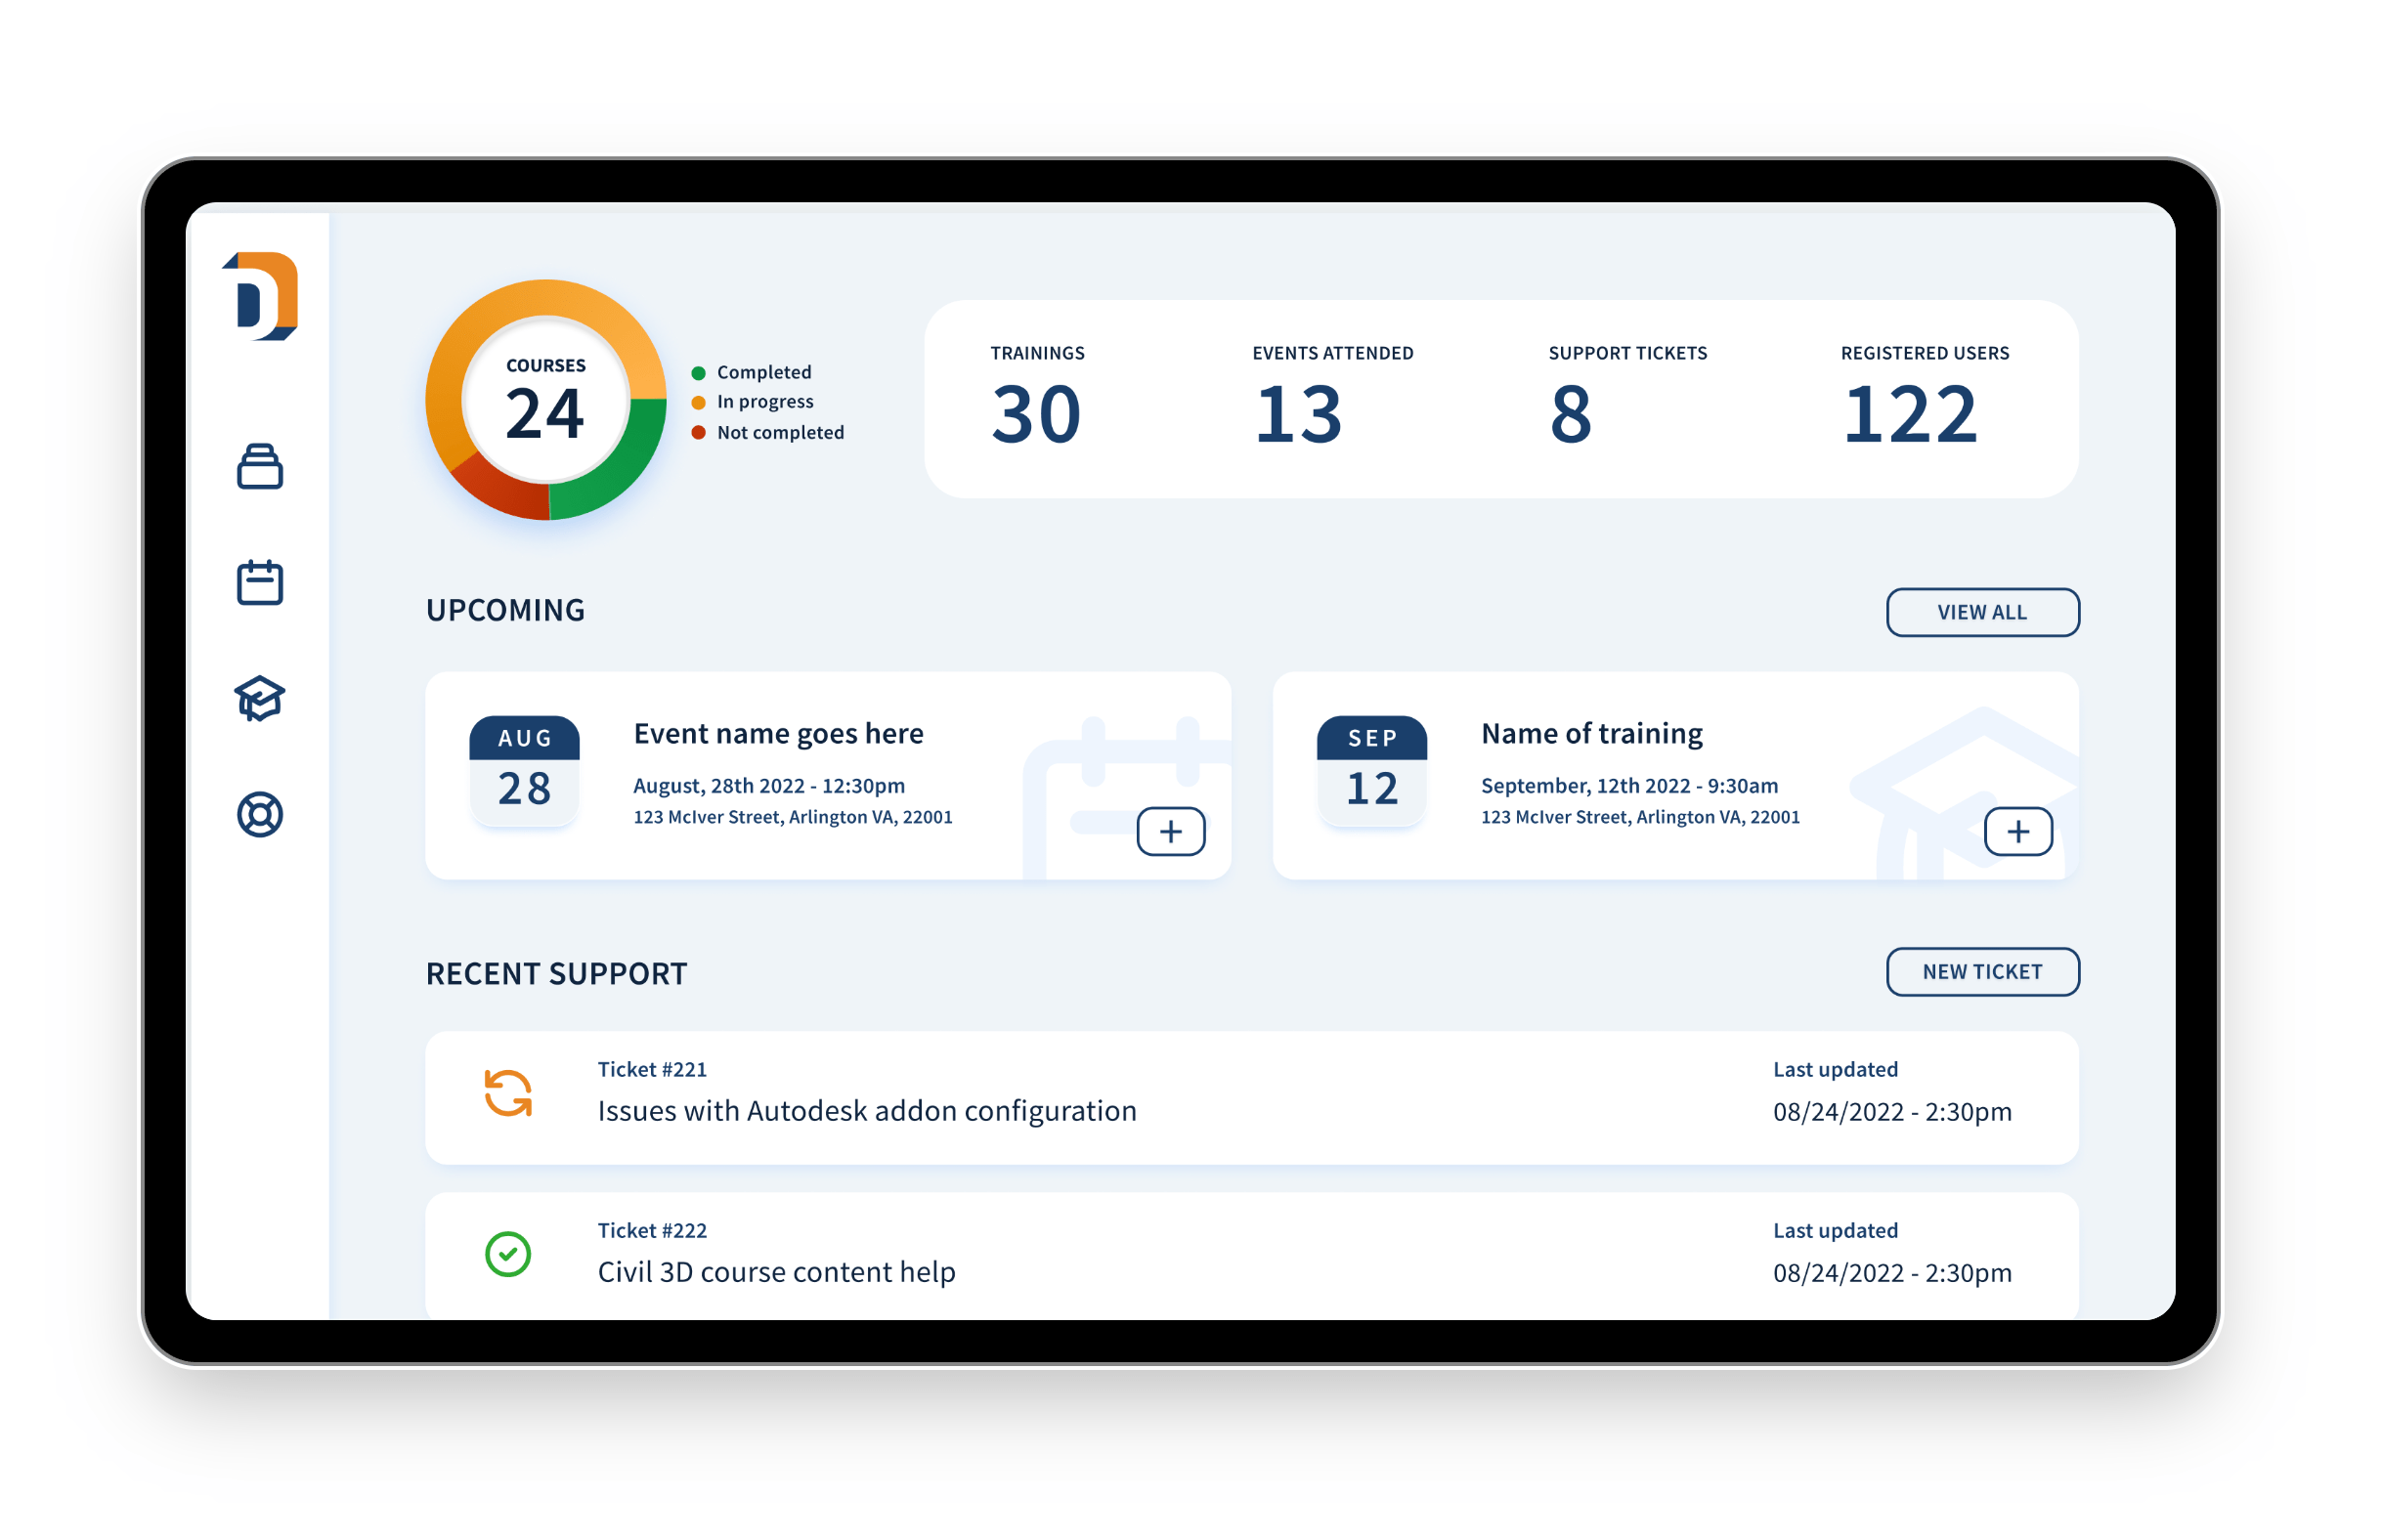 COURSES
24
Completed
In progress
Not completed
TRAININGS
30
EVENTS ATTENDED
13
SUPPORT TICKETS
8
REGISTERED USERS
122
UPCOMING
VIEW ALL
AUG
28
Event name goes here
August, 28th 2022 - 12:30pm
123 McIver Street, Arlington VA, 22001
SEP
12
Name of training
September, 12th 2022 - 9:30am
123 McIver Street, Arlington VA, 22001
RECENT SUPPORT
NEW TICKET
Ticket #221
Issues with Autodesk addon configuration
Last updated
08/24/2022 - 2:30pm
Ticket #222
Civil 3D course content help
Last updated
08/24/2022 - 2:30pm